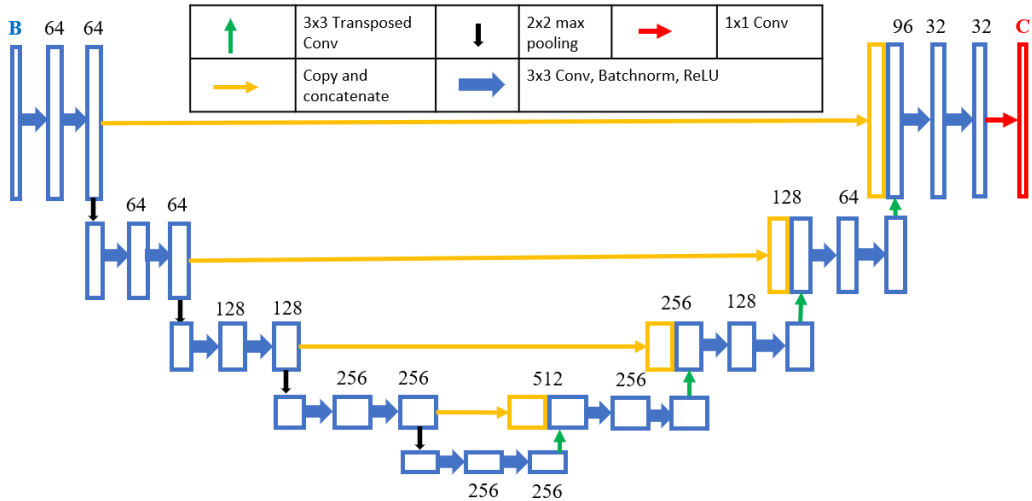 B 64 64
3x3 Transposed
Conv
2x2 max
pooling
1x1 Conv
Copy and
concatenate
3x3 Conv, Batchnorm, ReLU
96 32 32 C
64 64
128 64
128 128
256 128
256 256
512 256
256 256